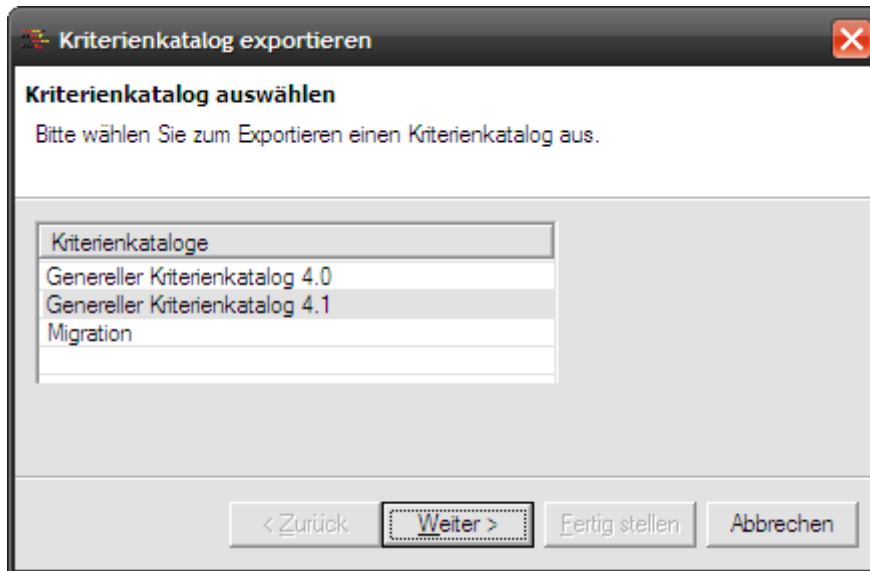 Kriterienkatalog exportieren
Kriterienkatalog auswählen
Bitte wählen Sie zum Exportieren einen Kriterienkatalog aus.
Kriterienkataloge
Genereller Kriterienkatalog 4.0
Genereller Kriterienkatalog 4.1
Migration
< Zurück Weiter > Fertig stellen Abbrechen